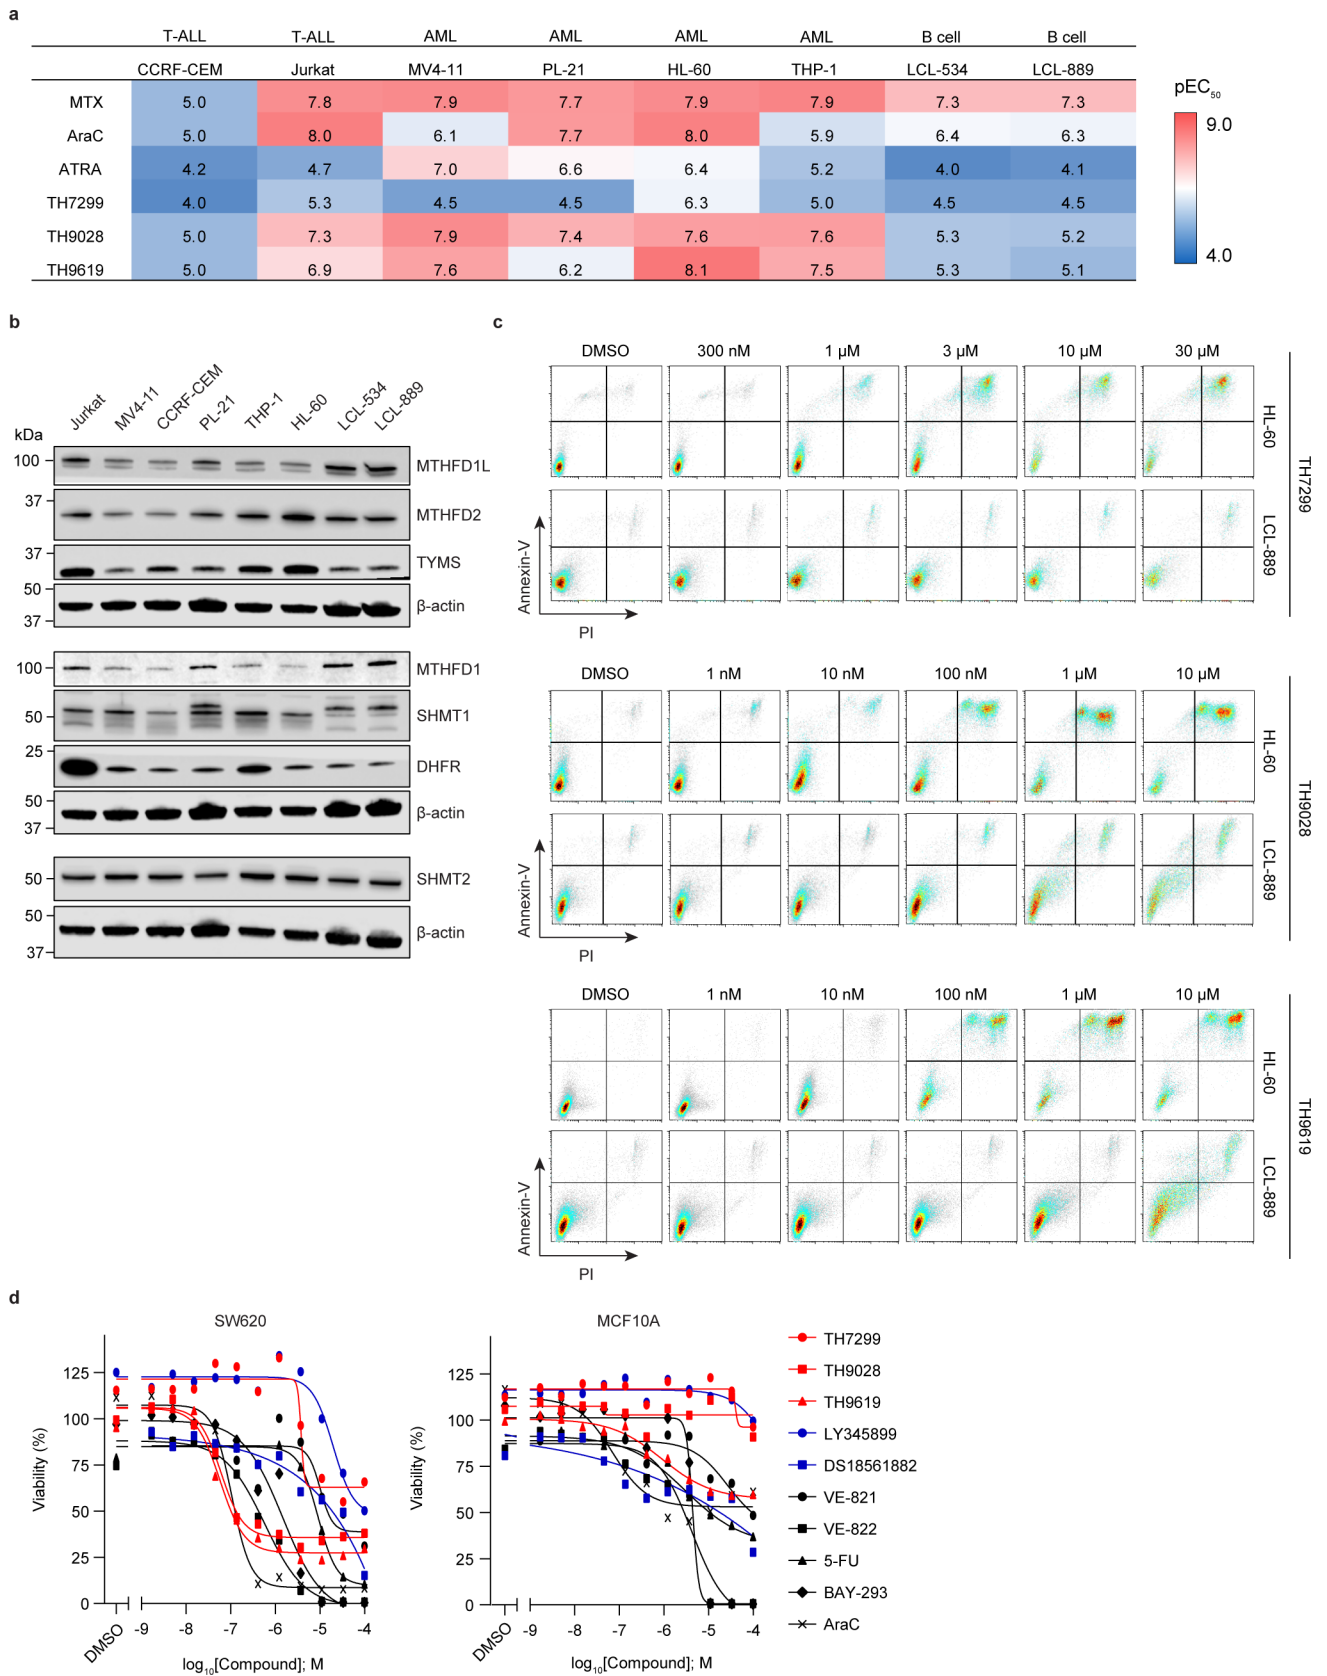 a
T-ALL T-ALL AML AML AML AML B cell B cell
CCRF-CEM Jurkat MV4-11 PL-21 HL-60 THP-1 LCL-534 LCL-889
MTX 5.0 7.8 7.9 7.7 7.9 7.9 7.3 7.3
AraC 5.0 8.0 6.1 7.7 8.0 5.9 6.4 6.3
ATRA 4.2 4.7 7.0 6.6 6.4 5.2 4.0 4.1
TH7299 4.0 5.3 4.5 4.5 6.3 5.0 4.5 4.5
TH9028 5.0 7.3 7.9 7.4 7.6 7.6 5.3 5.2
TH9619 5.0 6.9 7.6 6.2 8.1 7.5 5.3 5.1
pEC50
9.0
4.0
b
Jurkat MV4-11 CCRF-CEM PL-21 THP-1 HL-60 LCL-534 LCL-889
kDa
100 MTHFD1L
37 MTHFD2
37 TYMS
50
37 β-actin
100 MTHFD1
50 SHMT1
25 DHFR
50
37 β-actin
50 SHMT2
50
37 β-actin
c
DMSO 300 nM 1 µM 3 µM 10 µM 30 µM
HL-60
LCL-889
TH7299
Annexin-V
PI
DMSO 1 nM 10 nM 100 nM 1 µM 10 µM
HL-60
LCL-889
TH9028
Annexin-V
PI
DMSO 1 nM 10 nM 100 nM 1 µM 10 µM
HL-60
LCL-889
TH9619
Annexin-V
PI
d
SW620
Viability (%)
125
100
75
50
25
0
DMSO -9 -8 -7 -6 -5 -4
log10[Compound]; M
MCF10A
Viability (%)
125
100
75
50
25
0
DMSO -9 -8 -7 -6 -5 -4
log10[Compound]; M
TH7299
TH9028
TH9619
LY345899
DS18561882
VE-821
VE-822
5-FU
BAY-293
AraC